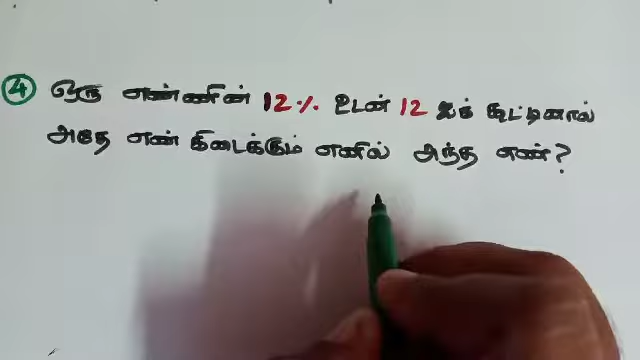 4 ஒரு எண்ணின் 12% உடன் 12 ஐக் கூட்டினால்
அதே எண் கிடைக்கும் எனில் அந்த எண்?